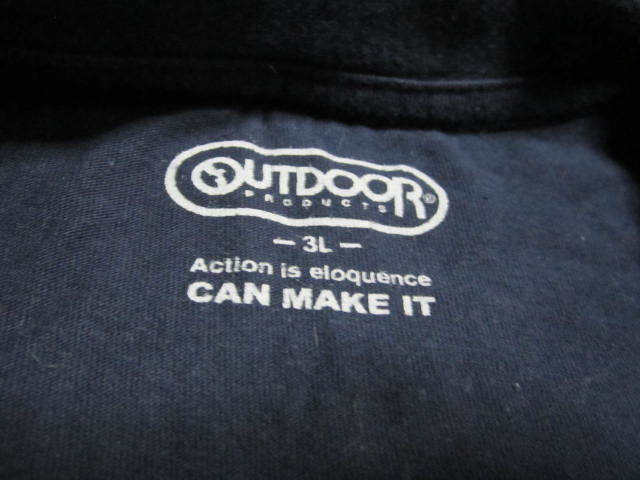 OUTDOOR®
PRODUCTS
- 3L -
Action is eloquence
CAN MAKE IT